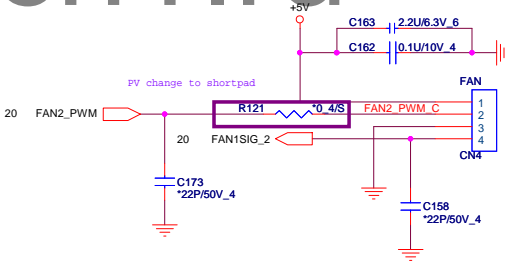 +5V
C163 2.2U/6.3V_6
C162 0.1U/10V_4
PV change to shortpad
FAN
R121 *0_4/S
20 FAN2_PWM FAN2_PWM_C
1
2
3
4
20 FAN1SIG_2
CN4
C173
*22P/50V_4
C158
*22P/50V_4